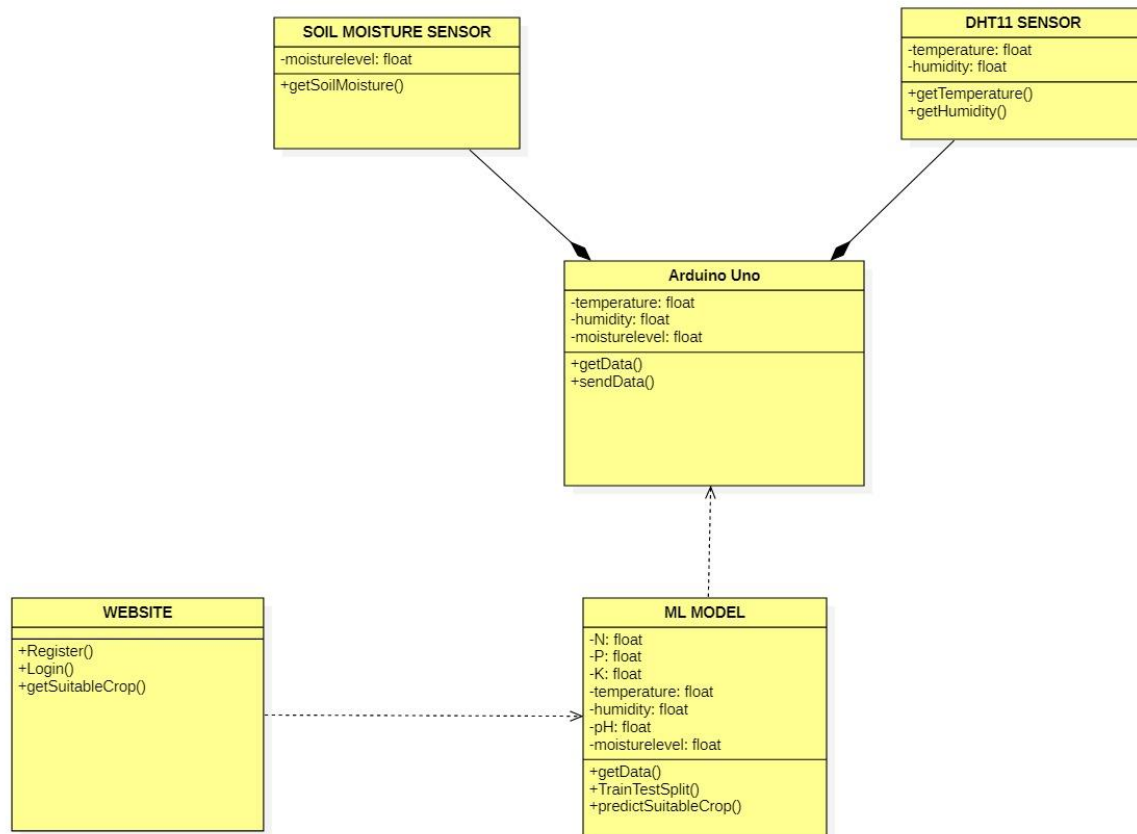 SOIL MOISTURE SENSOR
-moisturelevel: float
+getSoilMoisture()
DHT11 SENSOR
-temperature: float
-humidity: float
+getTemperature()
+getHumidity()
Arduino Uno
-temperature: float
-humidity: float
-moisturelevel: float
+getData()
+sendData()
WEBSITE
+Register()
+Login()
+getSuitableCrop()
ML MODEL
-N: float
-P: float
-K: float
-temperature: float
-humidity: float
-pH: float
-moisturelevel: float
+getData()
+TrainTestSplit()
+predictSuitableCrop()